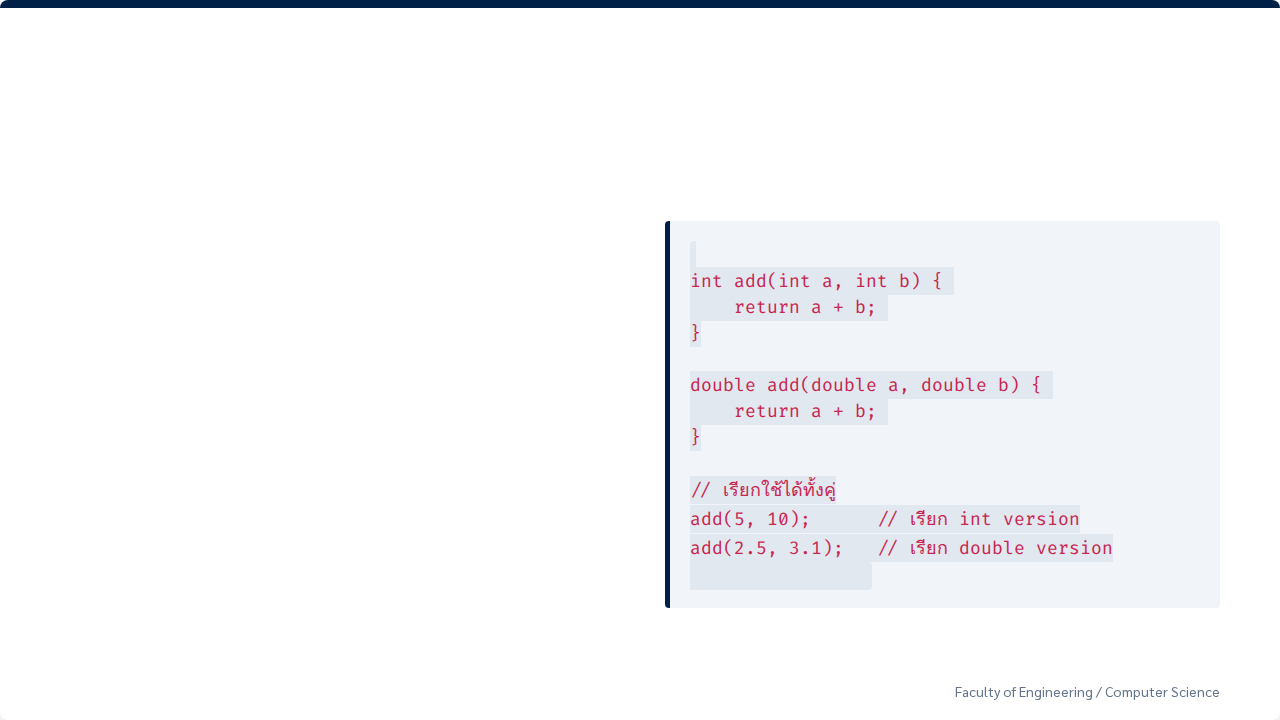 int add(int a, int b) {
    return a + b;
}
double add(double a, double b) {
    return a + b;
}
// เรียกใช้ได้ทั้งคู่
add(5, 10);      // เรียก int version
add(2.5, 3.1);   // เรียก double version
Faculty of Engineering / Computer Science